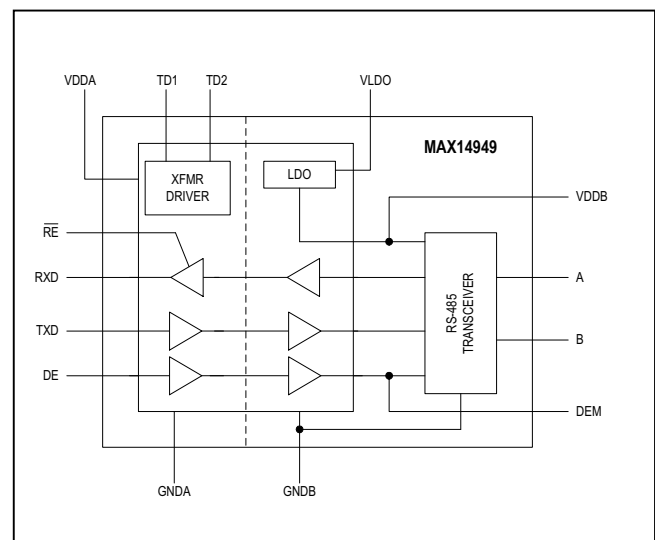 VDDA
TD1
TD2
VLDO
MAX14949
XFMR
DRIVER
LDO
VDDB
RE
RXD
A
RS-485
TRANSCEIVER
TXD
B
DE
DEM
GNDA
GNDB